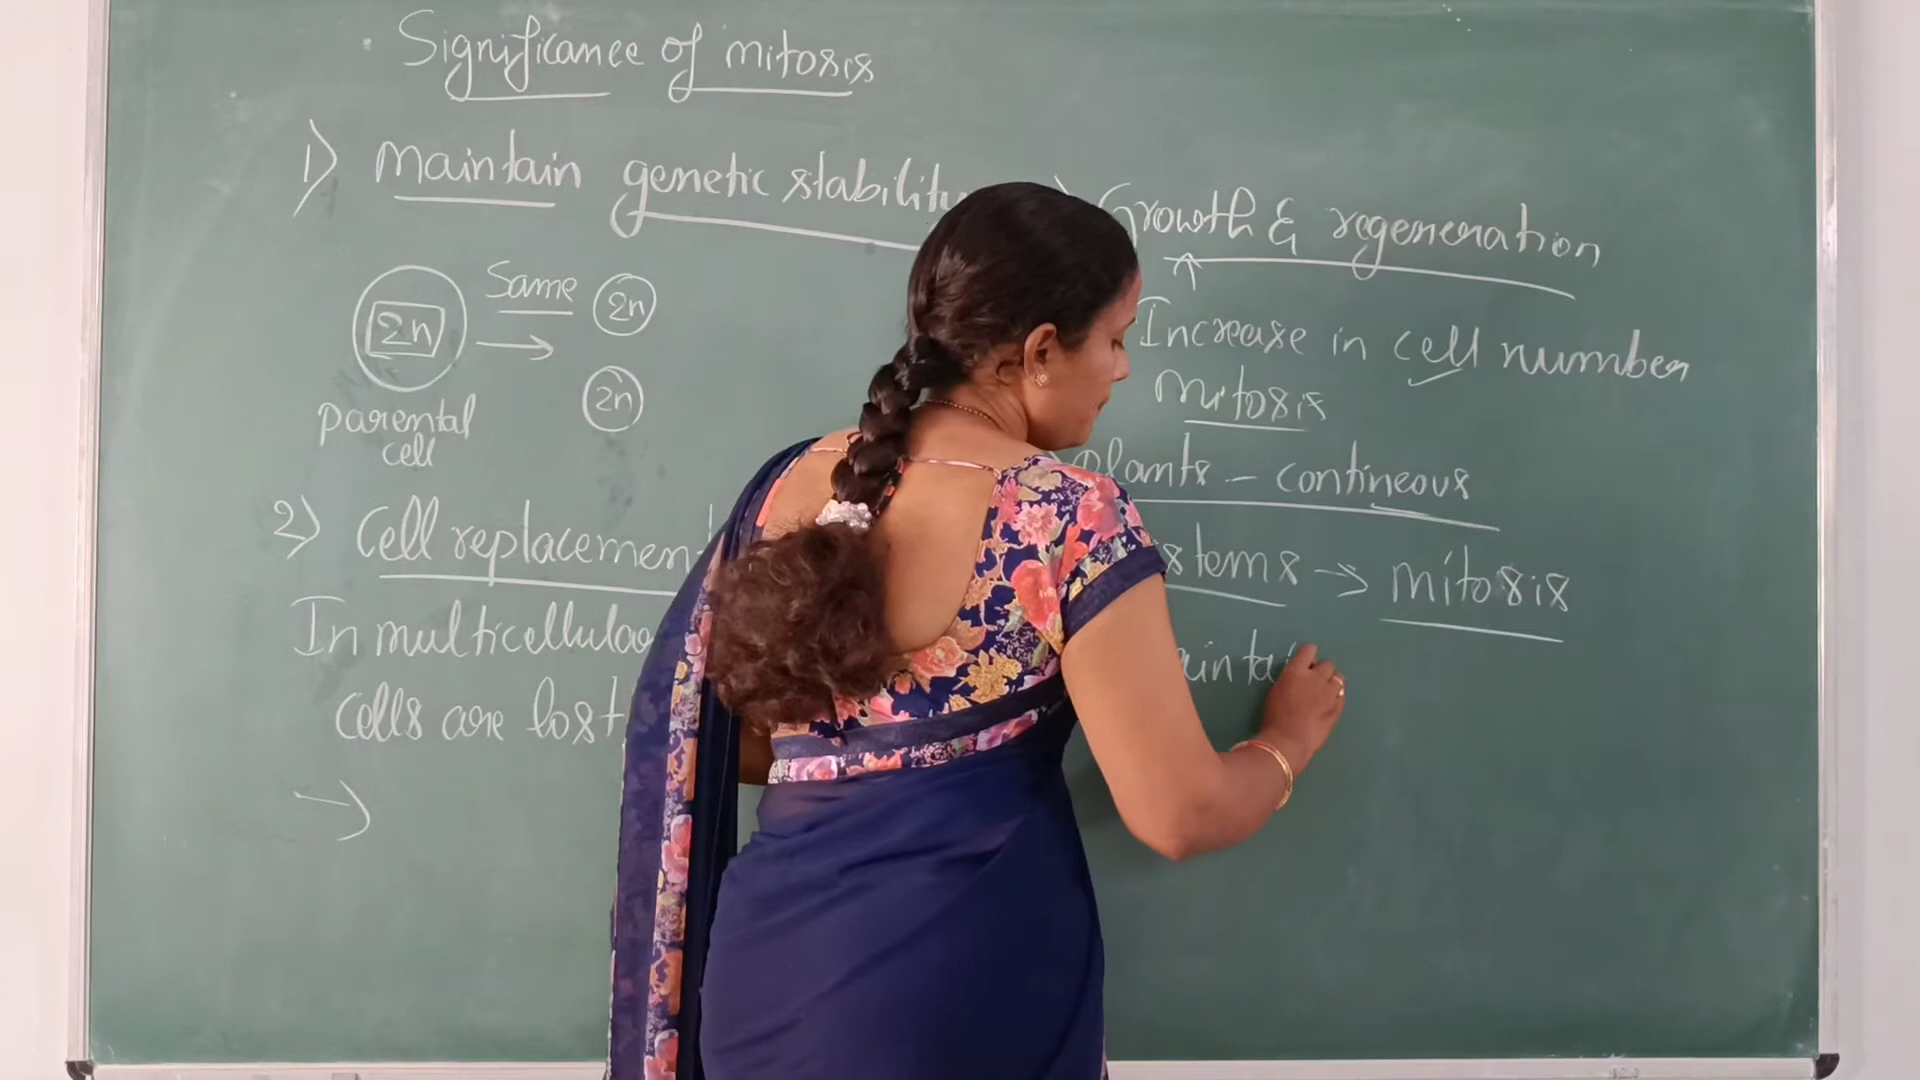 Significance of mitosis
1) Maintain genetic stability
2n Same 2n
2n
parental
cell
2) Cell replacement
In multicellular
cells are lost
→
Growth & regeneration
Increase in cell number
Mitosis
plants - contineous
stems → mitosis
aintai